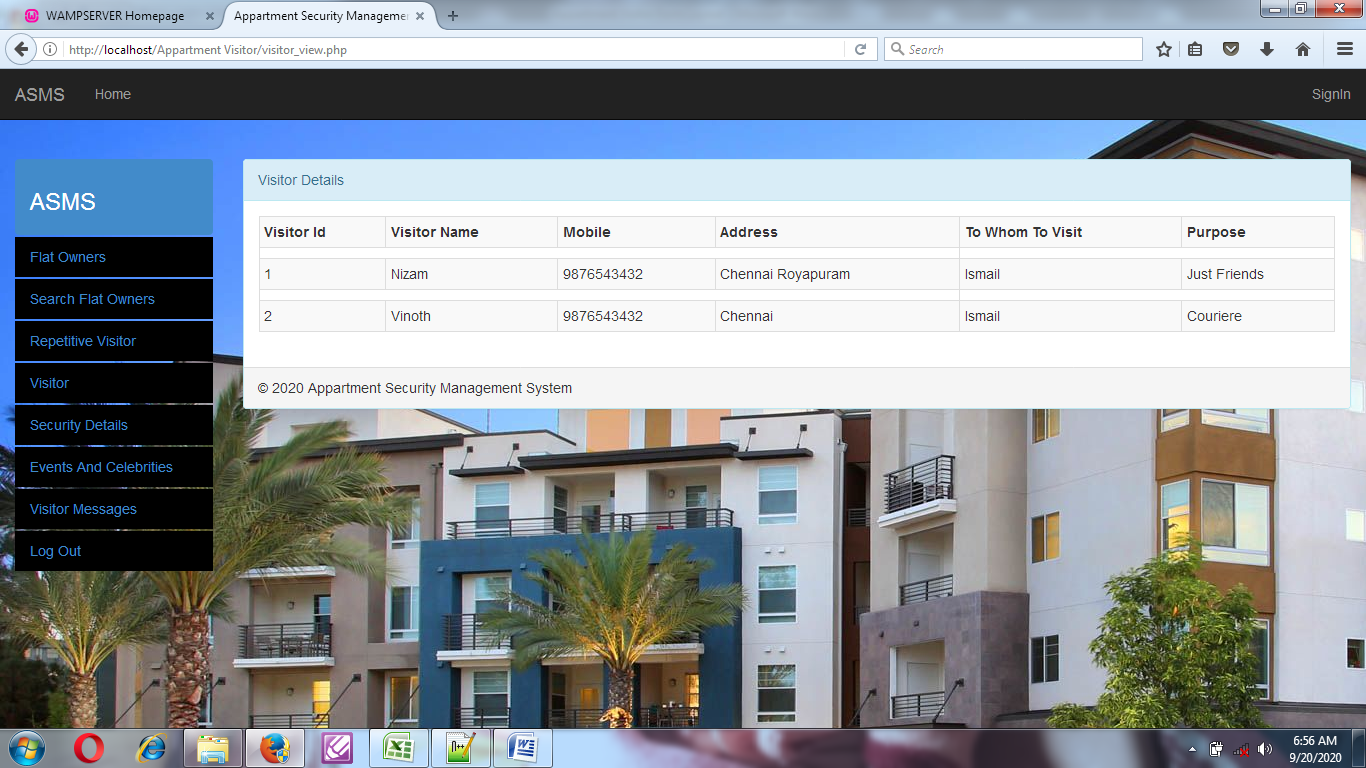 WAMPSERVER Homepage
Appartment Security Managemen
http://localhost/Appartment Visitor/visitor_view.php
Search
ASMS Home SignIn
ASMS
Flat Owners
Search Flat Owners
Repetitive Visitor
Visitor
Security Details
Events And Celebrities
Visitor Messages
Log Out
Visitor Details
Visitor Id Visitor Name Mobile Address To Whom To Visit Purpose
1 Nizam 9876543432 Chennai Royapuram Ismail Just Friends
2 Vinoth 9876543432 Chennai Ismail Couriere
© 2020 Appartment Security Management System
6:56 AM
9/20/2020